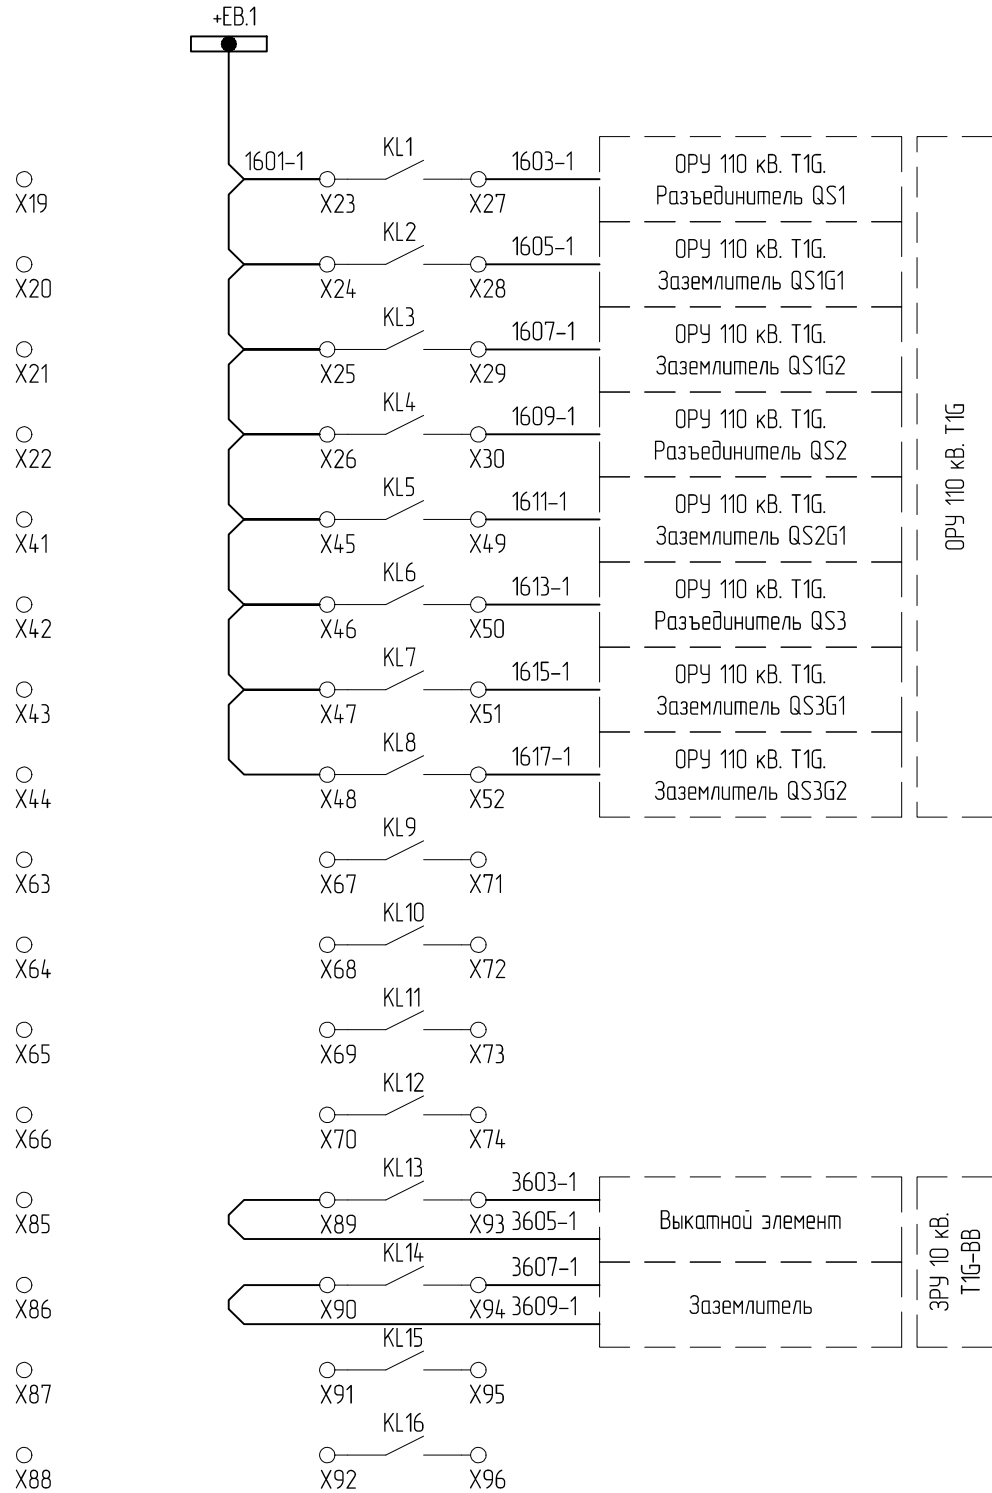 +EB.1
1601-1
KL1
1603-1
ОРУ 110 кВ. T1G.
Разъединитель QS1
X19
X23
X27
KL2
1605-1
ОРУ 110 кВ. T1G.
Заземлитель QS1G1
X20
X24
X28
KL3
1607-1
ОРУ 110 кВ. T1G.
Заземлитель QS1G2
X21
X25
X29
KL4
1609-1
ОРУ 110 кВ. T1G.
Разъединитель QS2
X22
X26
X30
KL5
1611-1
ОРУ 110 кВ. T1G.
Заземлитель QS2G1
X41
X45
X49
KL6
1613-1
ОРУ 110 кВ. T1G.
Разъединитель QS3
X42
X46
X50
KL7
1615-1
ОРУ 110 кВ. T1G.
Заземлитель QS3G1
X43
X47
X51
KL8
1617-1
ОРУ 110 кВ. T1G.
Заземлитель QS3G2
X44
X48
X52
ОРУ 110 кВ. T1G
KL9
X63
X67
X71
KL10
X64
X68
X72
KL11
X65
X69
X73
KL12
X66
X70
X74
KL13
3603-1
X85
X89
X93
3605-1
Выкатной элемент
KL14
3607-1
X86
X90
X94
3609-1
Заземлитель
ЗРУ 10 кВ.
T1G-BB
KL15
X87
X91
X95
KL16
X88
X92
X96